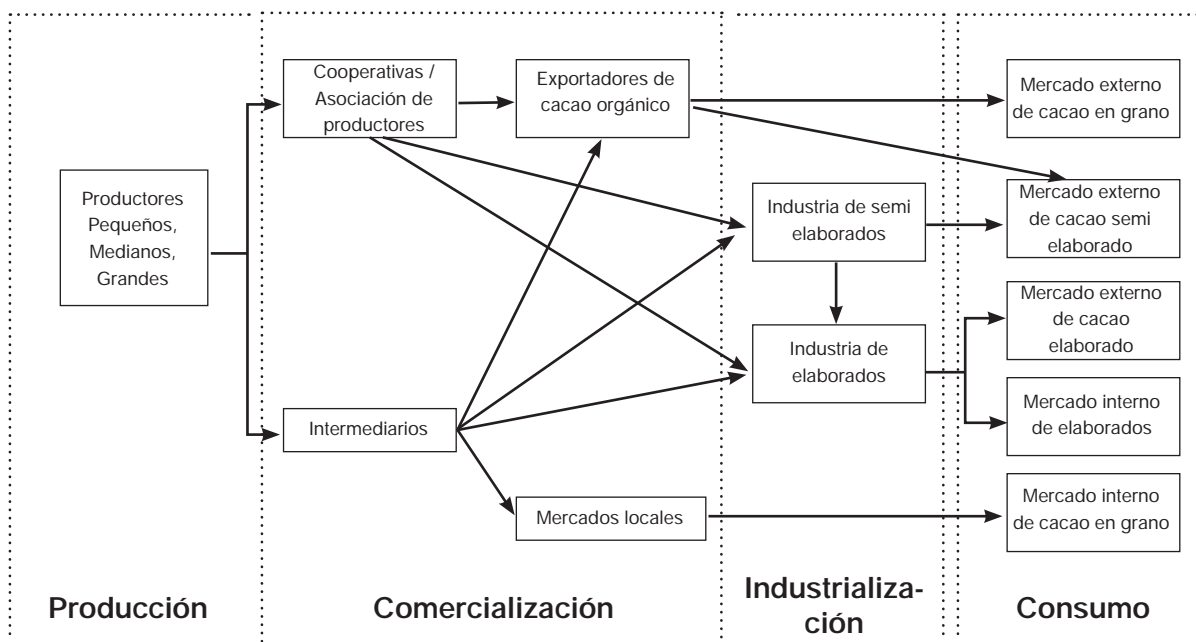 Cooperativas /
Asociación de
productores
Exportadores de
cacao orgánico
Mercado externo
de cacao en grano
Productores
Pequeños,
Medianos,
Grandes
Industria de semi
elaborados
Mercado externo
de cacao semi
elaborado
Mercado externo
de cacao
elaborado
Industria de
elaborados
Intermediarios
Mercado interno
de elaborados
Mercados locales
Mercado interno
de cacao en grano
Producción
Comercialización
Industrializa-
ción
Consumo